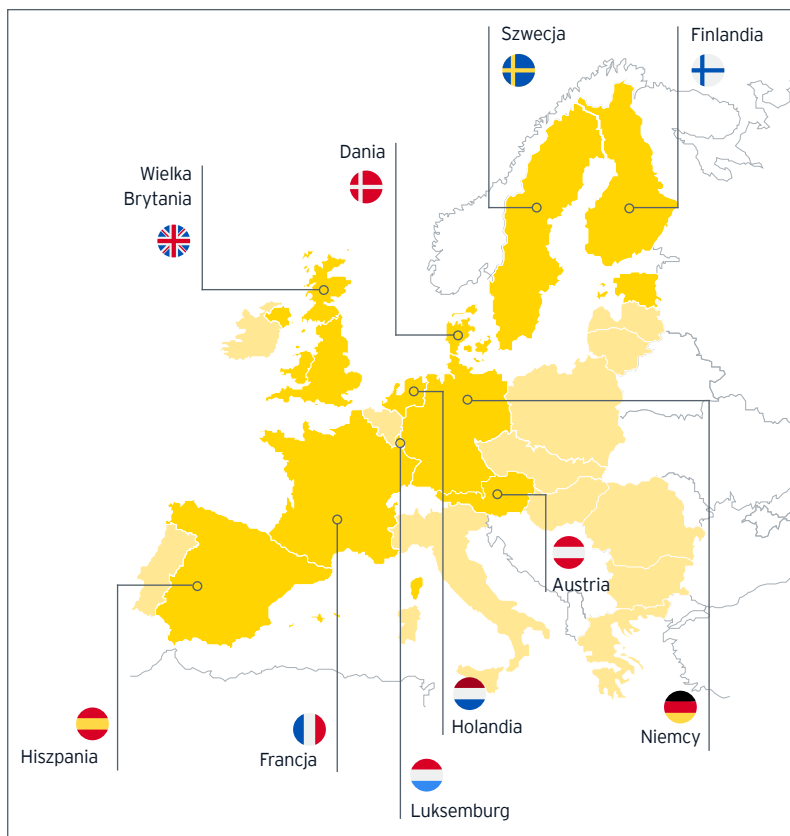 Szwecja
Finlandia
Dania
Wielka
Brytania
Austria
Holandia
Niemcy
Hiszpania
Francja
Luksemburg